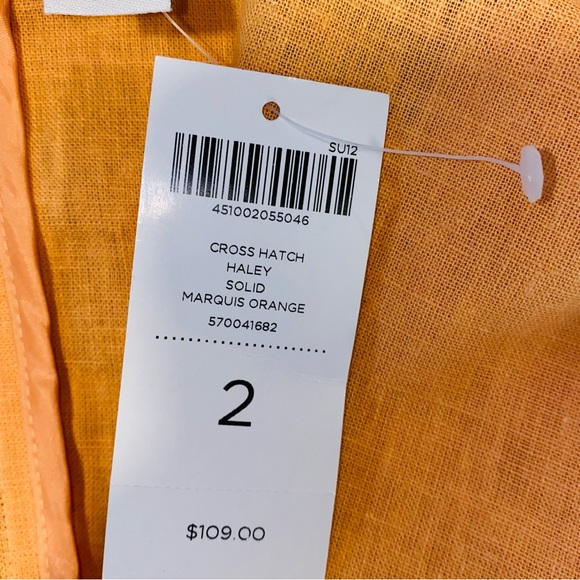 SU12
451002055046
CROSS HATCH
HALEY
SOLID
MARQUIS ORANGE
570041682
2
$109.00